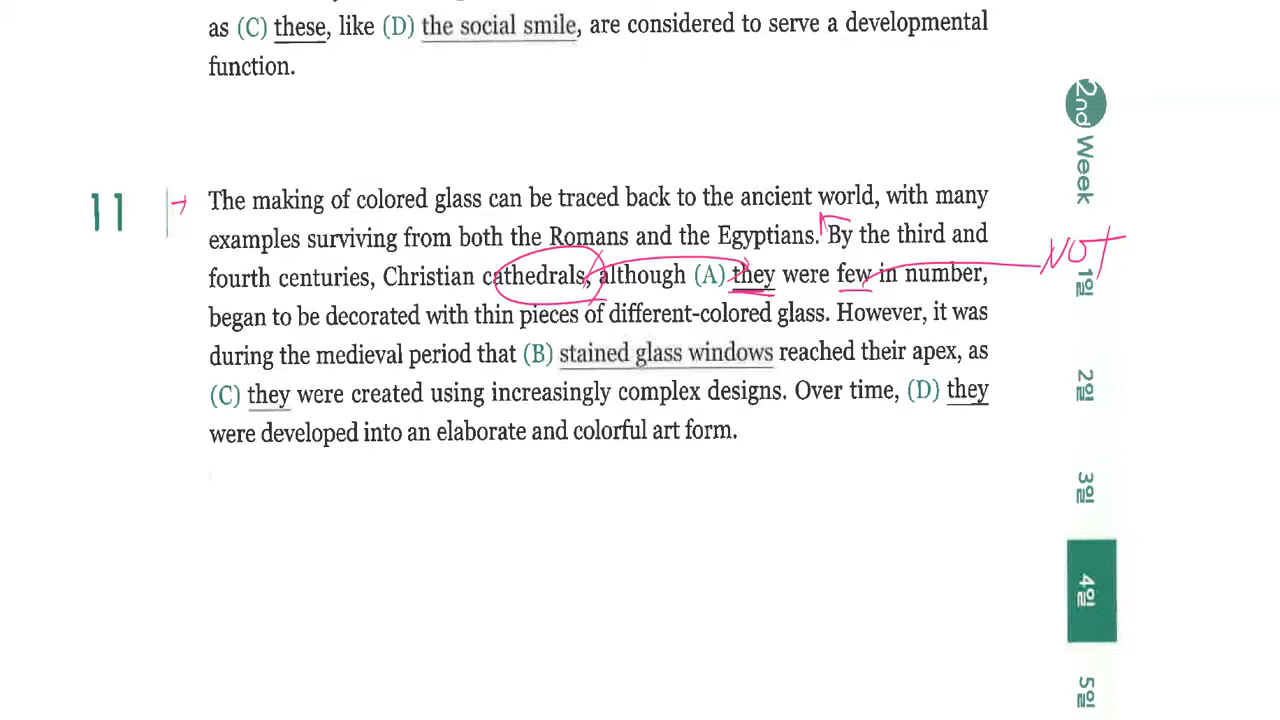 as (C) these, like (D) the social smile, are considered to serve a developmental
function.
2nd Week
11
The making of colored glass can be traced back to the ancient world, with many
examples surviving from both the Romans and the Egyptians. By the third and
fourth centuries, Christian cathedrals, although (A) they were few in number,
began to be decorated with thin pieces of different-colored glass. However, it was
during the medieval period that (B) stained glass windows reached their apex, as
(C) they were created using increasingly complex designs. Over time, (D) they
were developed into an elaborate and colorful art form.
NOT
1일
2일
3일
4일
5일